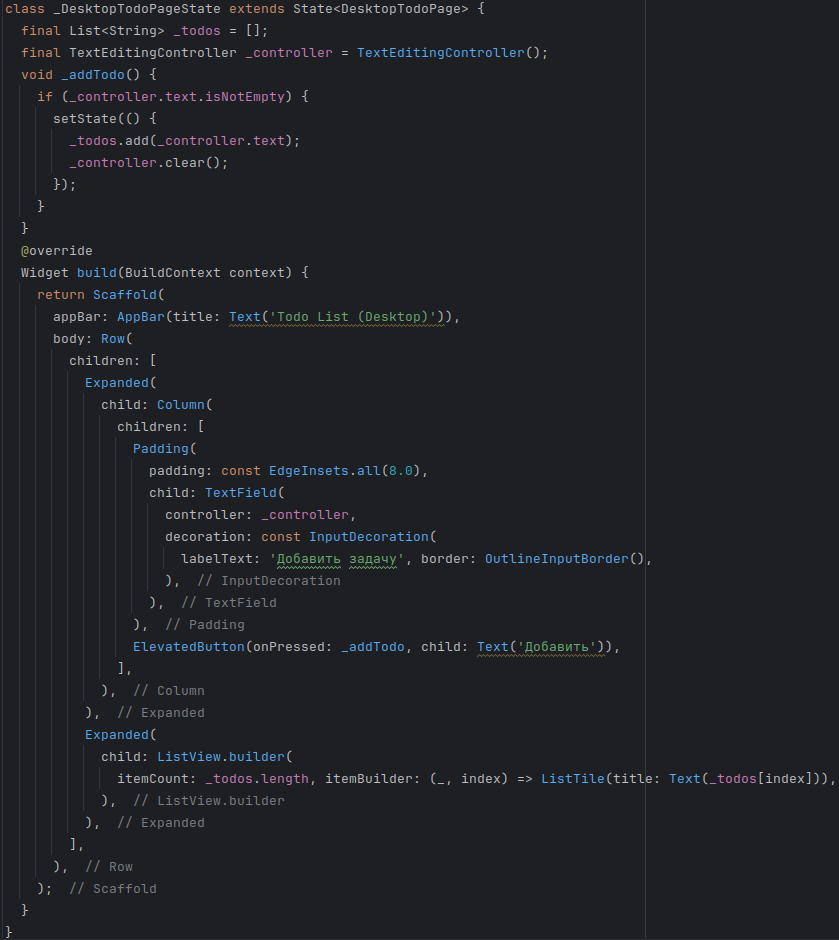 class _DesktopTodoPageState extends State<DesktopTodoPage> {
  final List<String> _todos = [];
  final TextEditingController _controller = TextEditingController();
  void _addTodo() {
    if (_controller.text.isNotEmpty) {
      setState(() {
        _todos.add(_controller.text);
        _controller.clear();
      });
    }
  }
  @override
  Widget build(BuildContext context) {
    return Scaffold(
      appBar: AppBar(title: Text('Todo List (Desktop)')),
      body: Row(
        children: [
          Expanded(
            child: Column(
              children: [
                Padding(
                  padding: const EdgeInsets.all(8.0),
                  child: TextField(
                    controller: _controller,
                    decoration: const InputDecoration(
                      labelText: 'Добавить задачу', border: OutlineInputBorder(),
                    ),  // InputDecoration
                  ),  // TextField
                ),  // Padding
                ElevatedButton(onPressed: _addTodo, child: Text('Добавить')),
              ],
            ),  // Column
          ),  // Expanded
          Expanded(
            child: ListView.builder(
              itemCount: _todos.length, itemBuilder: (_, index) => ListTile(title: Text(_todos[index])),
            ),  // ListView.builder
          ),  // Expanded
        ],
      ),  // Row
    );  // Scaffold
  }
}